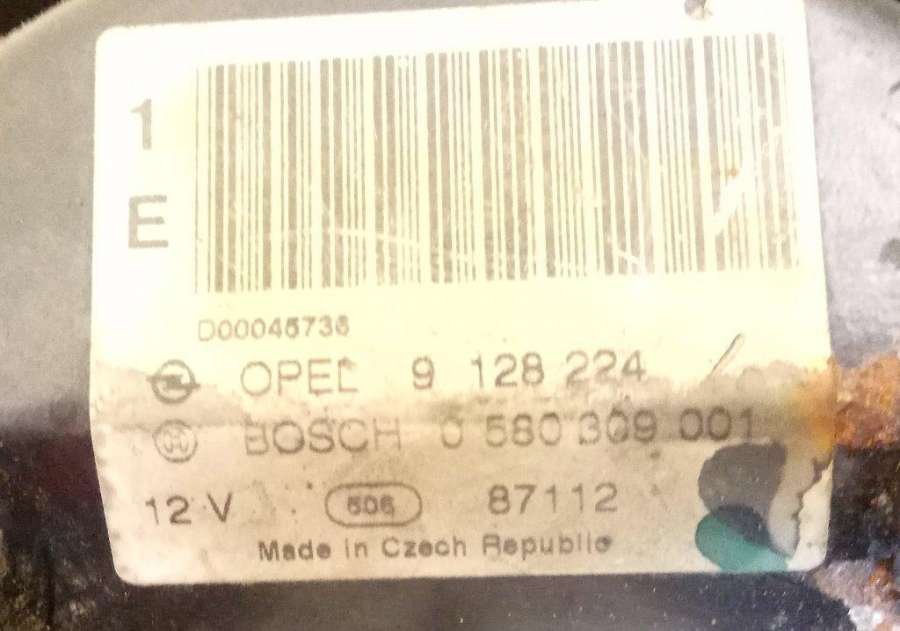 1
E
D00045736
OPEL 9 128 224
BOSCH 0 580 309 001
12 V 506 87112
Made in Czech Republic